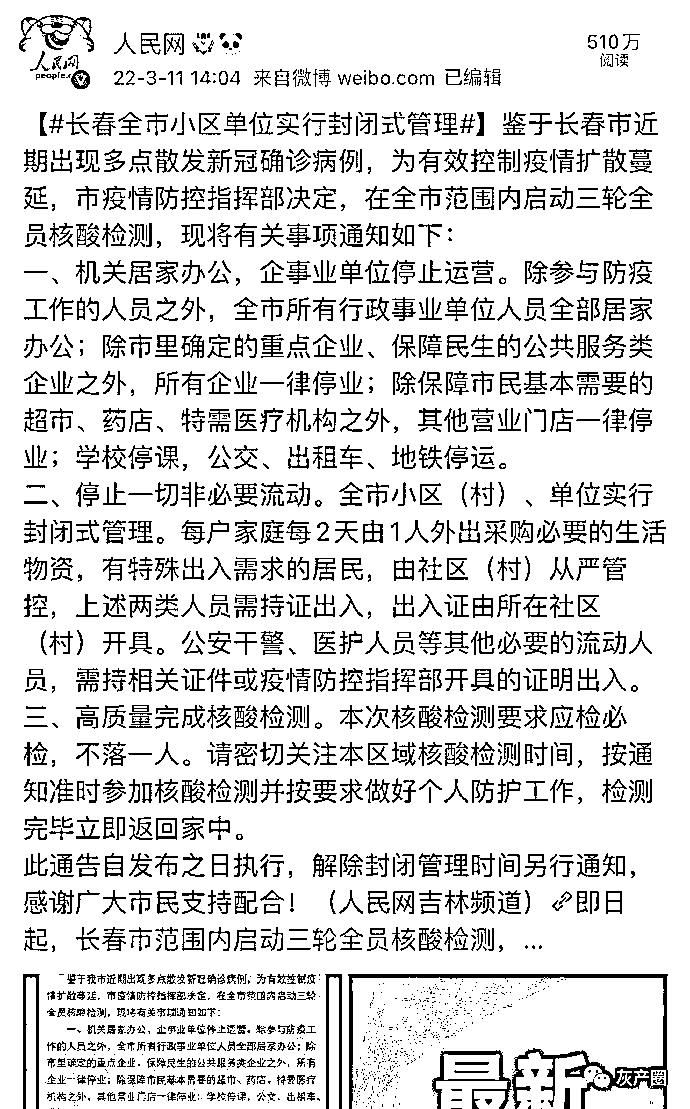 人民网
510万
阅读
人民网
people.c
22-3-11 14:04 来自微博 weibo.com 已编辑
【#长春全市小区单位实行封闭式管理#】鉴于长春市近
期出现多点散发新冠确诊病例，为有效控制疫情扩散蔓
延，市疫情防控指挥部决定，在全市范围内启动三轮全
员核酸检测，现将有关事项通知如下：
一、机关居家办公，企事业单位停止运营。除参与防疫
工作的人员之外，全市所有行政事业单位人员全部居家
办公；除市里确定的重点企业、保障民生的公共服务类
企业之外，所有企业一律停业；除保障市民基本需要的
超市、药店、特需医疗机构之外，其他营业门店一律停
业；学校停课，公交、出租车、地铁停运。
二、停止一切非必要流动。全市小区（村）、单位实行
封闭式管理。每户家庭每2天由1人外出采购必要的生活
物资，有特殊出入需求的居民，由社区（村）从严管
控，上述两类人员需持证出入，出入证由所在社区
（村）开具。公安干警、医护人员等其他必要的流动人
员，需持相关证件或疫情防控指挥部开具的证明出入。
三、高质量完成核酸检测。本次核酸检测要求应检必
检，不落一人。请密切关注本区域核酸检测时间，按通
知准时参加核酸检测并按要求做好个人防护工作，检测
完毕立即返回家中。
此通告自发布之日执行，解除封闭管理时间另行通知，
感谢广大市民支持配合！（人民网吉林频道）即日
起，长春市范围内启动三轮全员核酸检测，...
鉴于我市近期出现多点散发新冠确诊病例，为有效控制疫
情扩散蔓延，市疫情防控指挥部决定，在全市范围内启动三轮
全员核酸检测，现将有关事项通知如下：
一、机关居家办公，企事业单位停止运营。除参与防疫工
作的人员之外，全市所有行政事业单位人员全部居家办公；除
市里确定的重点企业、保障民生的公共服务类企业之外，所有
企业一律停业；除保障市民基本需要的超市、药店、特需医疗
机构之外，其他营业门店一律停业；学校停课，公交、出租车、
最新
灰产圈